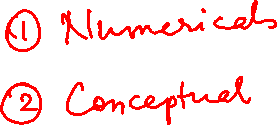 ① Numericals
② Conceptual